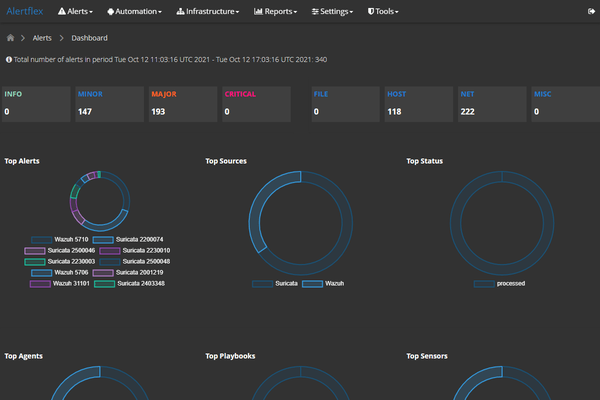 Alertflex Alerts Automation Infrastructure Reports Settings Tools
Alerts Dashboard
Total number of alerts in period Tue Oct 12 11:03:16 UTC 2021 - Tue Oct 12 17:03:16 UTC 2021: 340
INFO MINOR MAJOR CRITICAL FILE HOST NET MISC
0 147 193 0 0 118 222 0
Top Alerts Top Sources Top Status
Wazuh 5710 Suricata 2200074
Suricata 2500046 Suricata 2230010
Suricata 2230003 Suricata 2500048
Wazuh 5706 Suricata 2001219
Wazuh 31101 Suricata 2403348
Suricata Wazuh
processed
Top Agents Top Playbooks Top Sensors